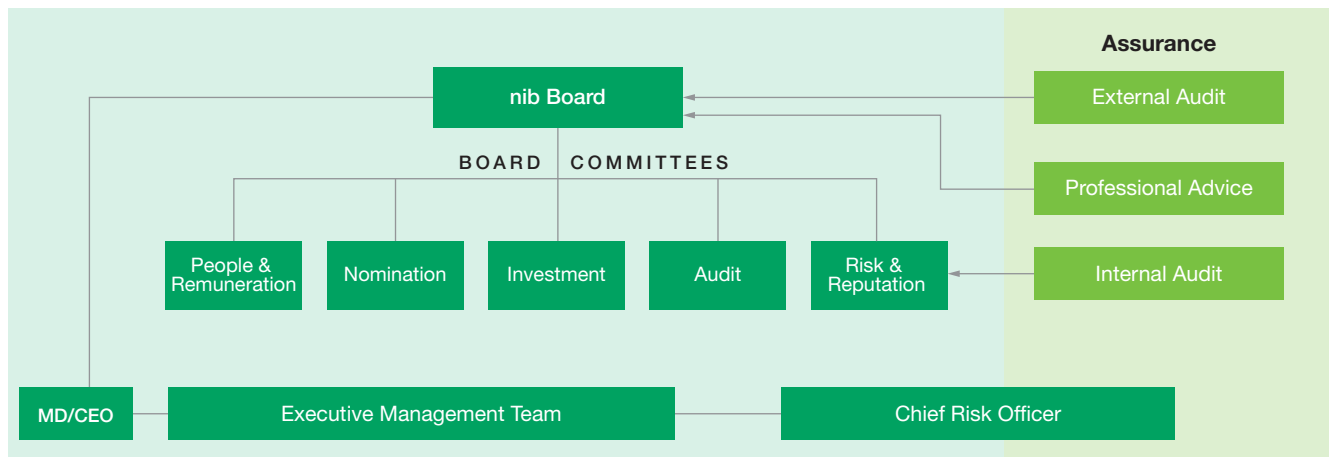 Assurance
nib Board
External Audit
BOARD COMMITTEES
Professional Advice
People &
Remuneration
Nomination
Investment
Audit
Risk &
Reputation
Internal Audit
MD/CEO
Executive Management Team
Chief Risk Officer